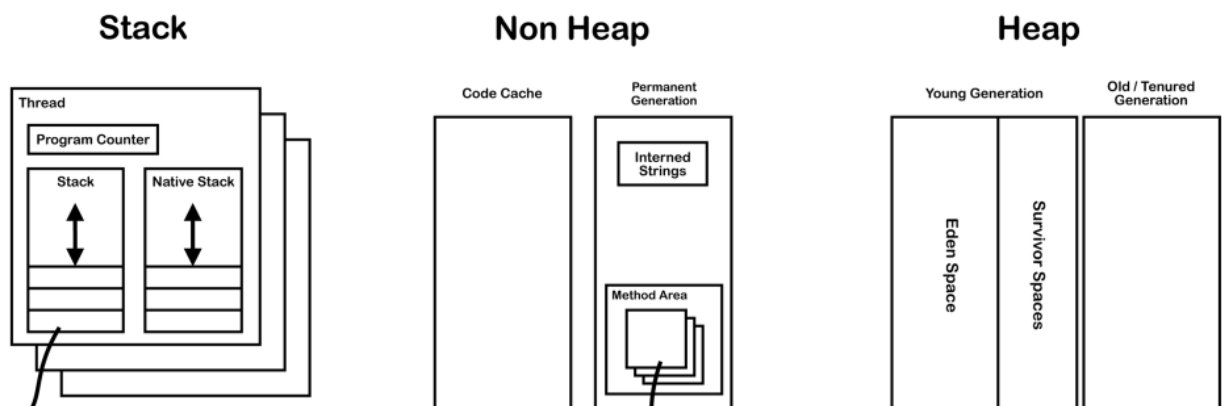 Stack
Non Heap
Heap
Thread
Program Counter
Stack
Native Stack
Code Cache
Permanent
Generation
Interned
Strings
Method Area
Young Generation
Old / Tenured
Generation
Eden Space
Survivor Spaces